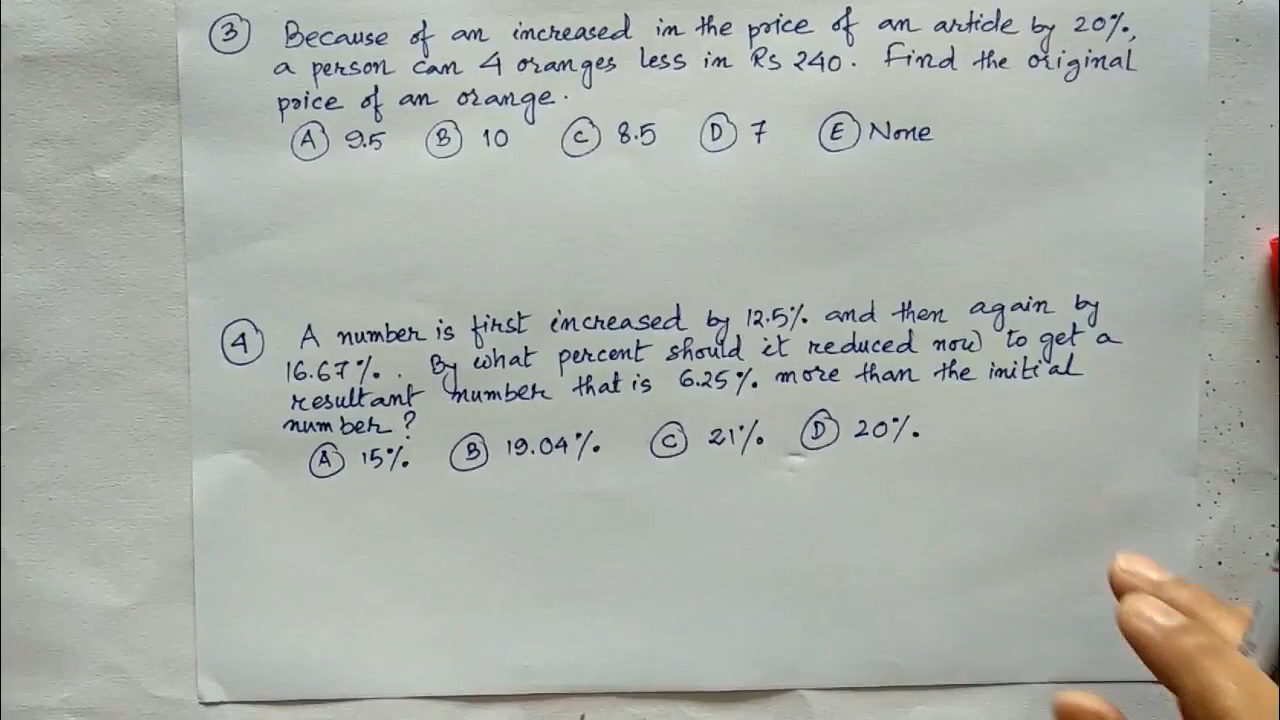 ③ Because of an increased in the price of an article by 20%,
a person can 4 oranges less in Rs 240. Find the original
price of an orange.
Ⓐ 9.5 Ⓑ 10 Ⓒ 8.5 Ⓓ 7 Ⓔ None
④ A number is first increased by 12.5% and then again by
16.67%. By what percent should it reduced now to get a
resultant number that is 6.25% more than the initial
number?
Ⓐ 15% Ⓑ 19.04% Ⓒ 21% Ⓓ 20%